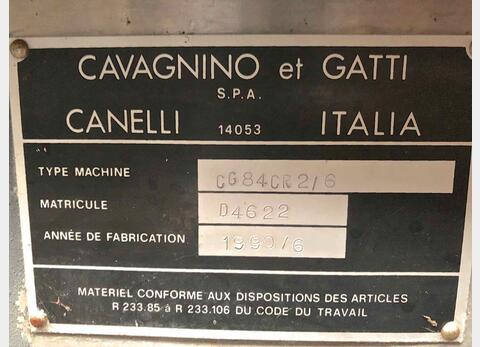 CAVAGNINO et GATTI
S.P.A.
CANELLI 14053 ITALIA
TYPE MACHINE CG84CR2/6
MATRICULE D4622
ANNÉE DE FABRICATION 1990/6
MATERIEL CONFORME AUX DISPOSITIONS DES ARTICLES
R 233.85 à R 233.106 DU CODE DU TRAVAIL